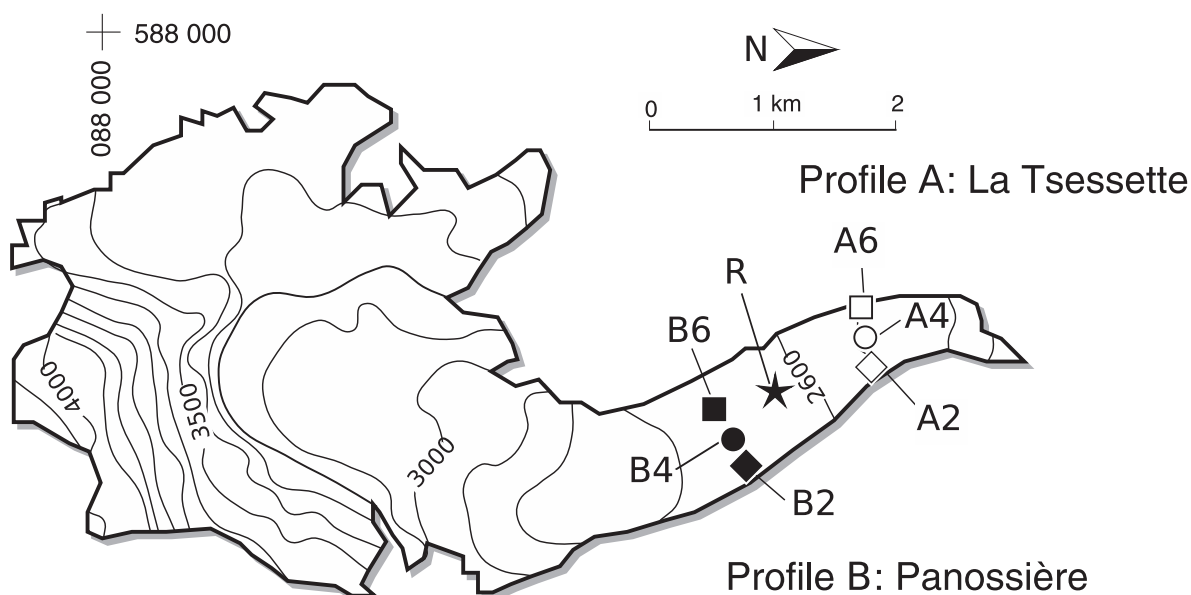 588 000
088 000
N
0 1 km 2
Profile A: La Tsessette
A6
R
B6
A4
2600
4000
3500
A2
3000
B4
B2
Profile B: Panossière